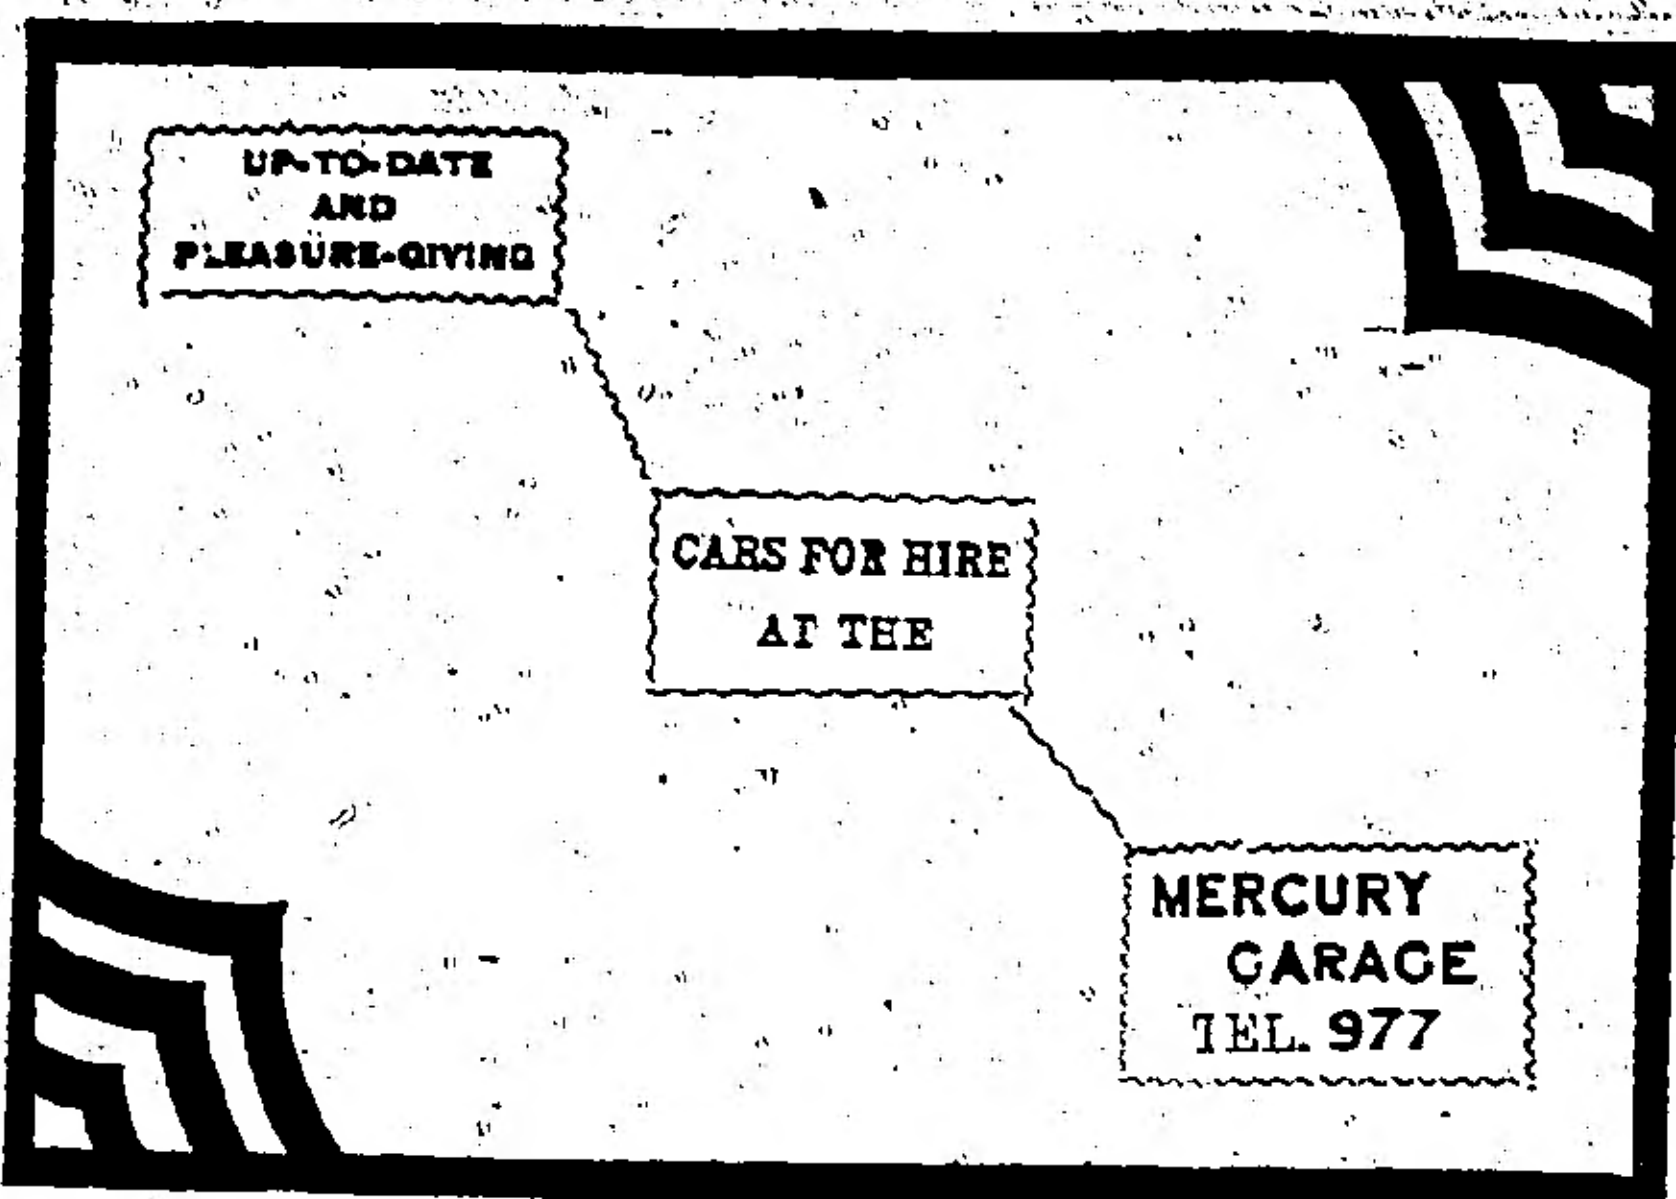 UP-TO-DATE
AND
PLEASURE-GIVING
CARS FOR HIRE
AT THE
MERCURY
GARAGE
TEL. 977